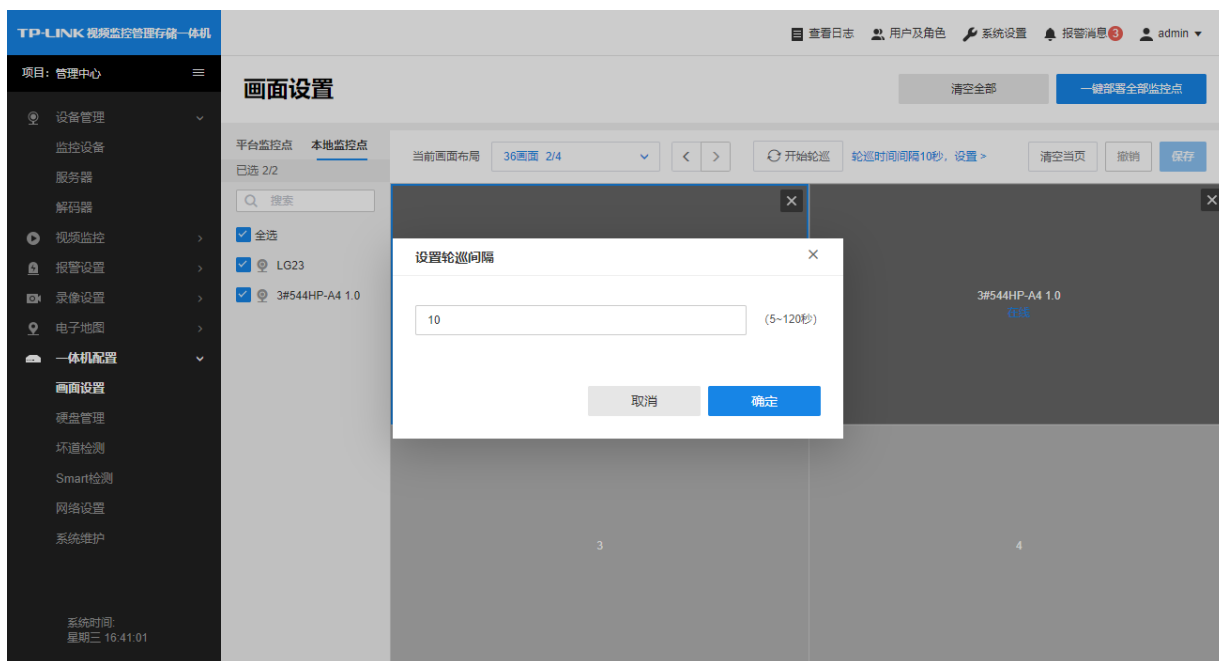 TP-LINK 视频监控管理存储一体机
查看日志 用户及角色 系统设置 报警消息 3 admin
项目: 管理中心
画面设置
清空全部 一键部署全部监控点
设备管理
监控设备
服务器
解码器
视频监控
报警设置
录像设置
电子地图
一体机配置
画面设置
硬盘管理
坏道检测
Smart检测
网络设置
系统维护
系统时间:
星期三 16:41:01
平台监控点 本地监控点
已选 2/2
搜索
全选
LG23
3#544HP-A4 1.0
当前画面布局 36画面 2/4 开始轮巡 轮巡时间间隔10秒, 设置 > 清空当页 撤销 保存
3#544HP-A4 1.0
设置轮巡间隔
10 (5~120秒)
取消 确定
3
4